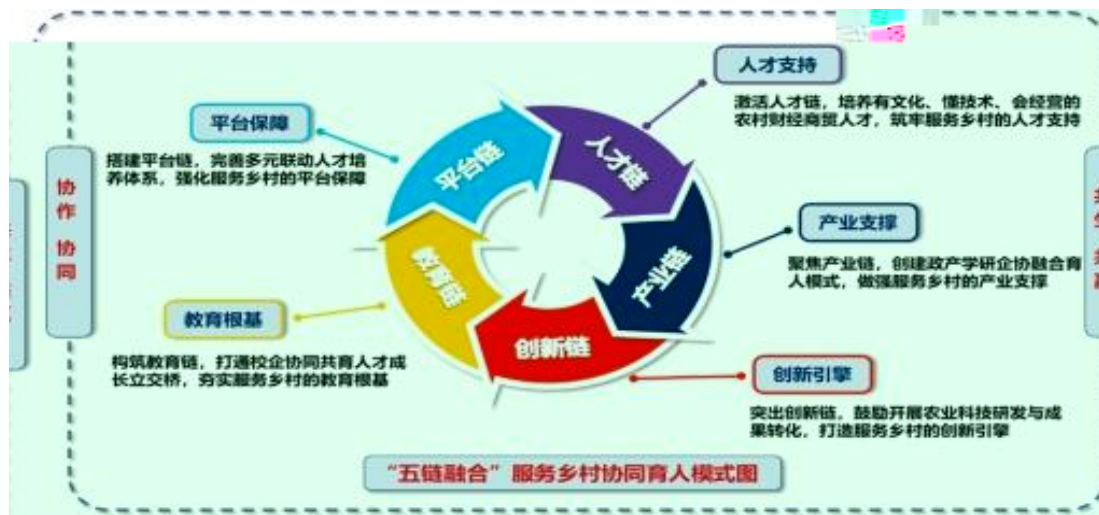 人才支持
激活人才链，培养有文化、懂技术、会经营的
农村财经商贸人才，筑牢服务乡村的人才支持
平台保障
搭建平台链，完善多元联动人才培
养体系，强化服务乡村的平台保障
协作 协同
平台链
人才链
产业链
创新链
教育链
产业支撑
聚焦产业链，创建政产学研企协融合育
人模式，做强服务乡村的产业支撑
教育根基
构筑教育链，打通校企协同共育人才成
长立交桥，夯实服务乡村的教育根基
创新引擎
突出创新链，鼓励开展农业科技研发与成
果转化，打造服务乡村的创新引擎
“五链融合”服务乡村协同育人模式图